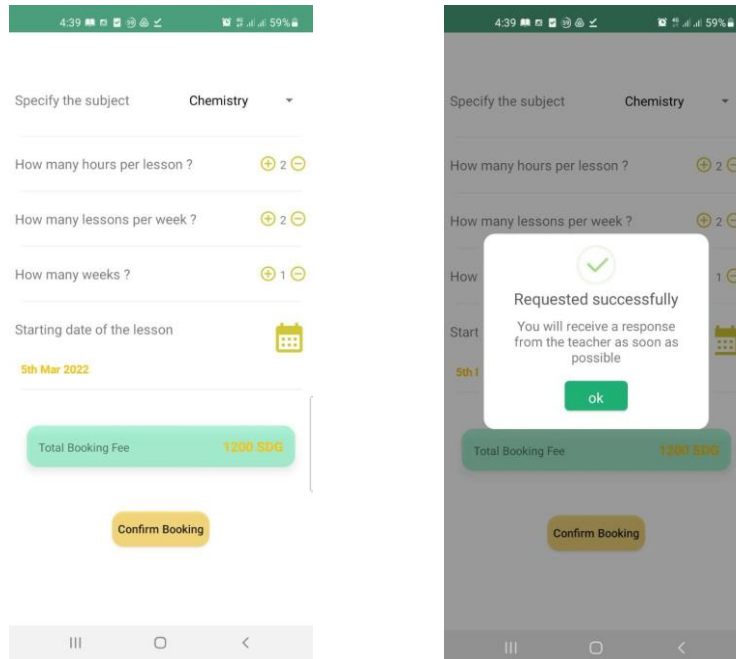 4:39 59%
Specify the subject Chemistry
How many hours per lesson ? 2
How many lessons per week ? 2
How many weeks ? 1
Starting date of the lesson
5th Mar 2022
Total Booking Fee 1200 SDG
Confirm Booking
4:39 59%
Specify the subject Chemistry
How many hours per lesson ? 2
How many lessons per week ? 2
How 1
Requested successfully
Start
You will receive a response
from the teacher as soon as
possible
5th
ok
Total Booking Fee 1200 SDG
Confirm Booking